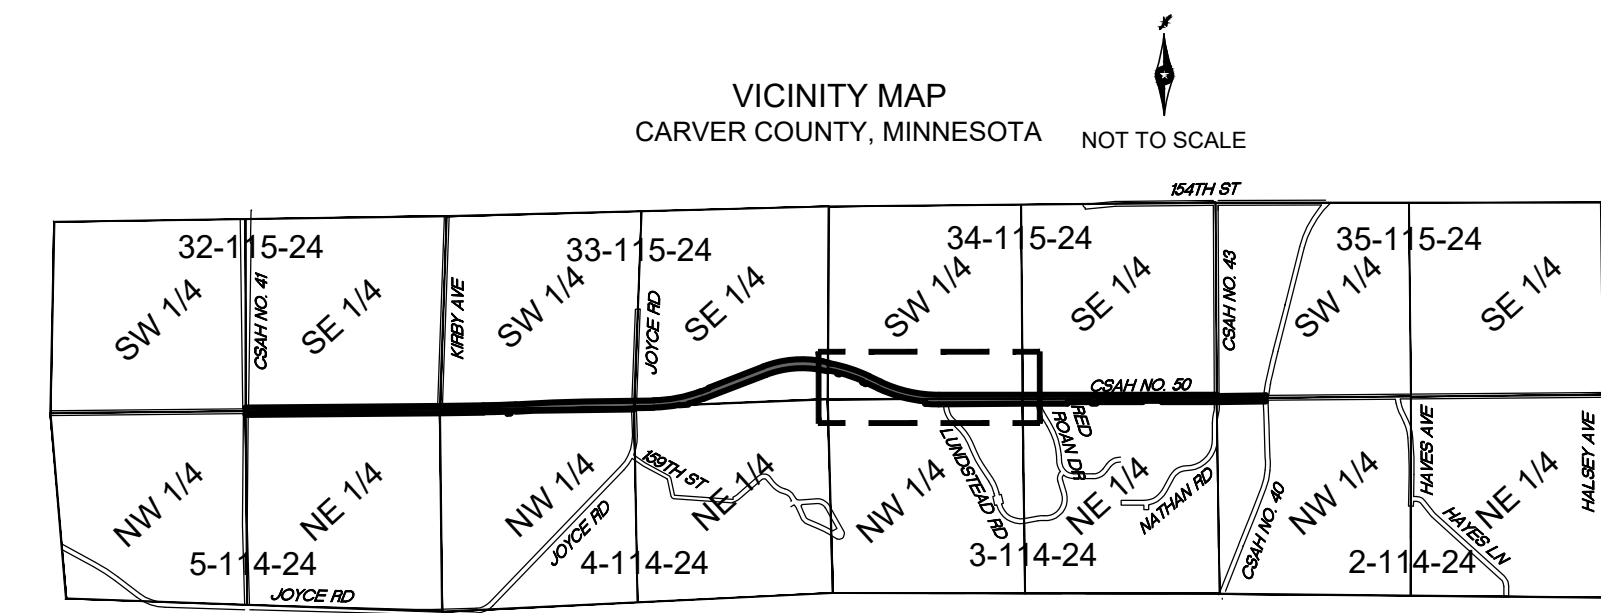 VICINITY MAP
CARVER COUNTY, MINNESOTA
NOT TO SCALE
154TH ST
32-115-24
33-115-24
34-115-24
35-115-24
SW 1/4
CSAH NO. 41
SE 1/4
KIRBY AVE
SW 1/4
JOYCE RD
SE 1/4
SW 1/4
SE 1/4
CSAH NO. 43
SW 1/4
SE 1/4
CSAH NO. 50
NW 1/4
NE 1/4
NW 1/4
JOYCE RD
159TH ST
NE 1/4
NW 1/4
LUNDSTEAD RD
RED
ROAN DR
NE 1/4
NATHAN RD
CSAH NO. 40
NW 1/4
HAYES AVE
HAYES LN
NE 1/4
HALSEY AVE
5-114-24
4-114-24
3-114-24
2-114-24
JOYCE RD